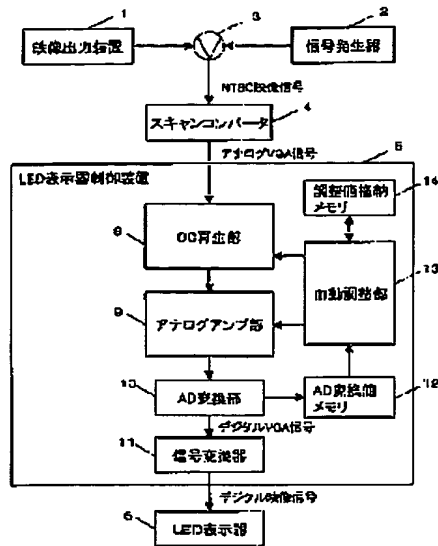 1
3
2
映像出力装置
信号発生器
NTSC映像信号
4
スキャンコンバータ
アナログVGA信号
5
LED表示器制御装置
14
調整値格納
メモリ
8
DC再生部
13
自動調整部
9
アナログアンプ部
10
AD変換部
12
AD変換値
メモリ
デジタルVGA信号
11
信号変換器
デジタル映像信号
6
LED表示器